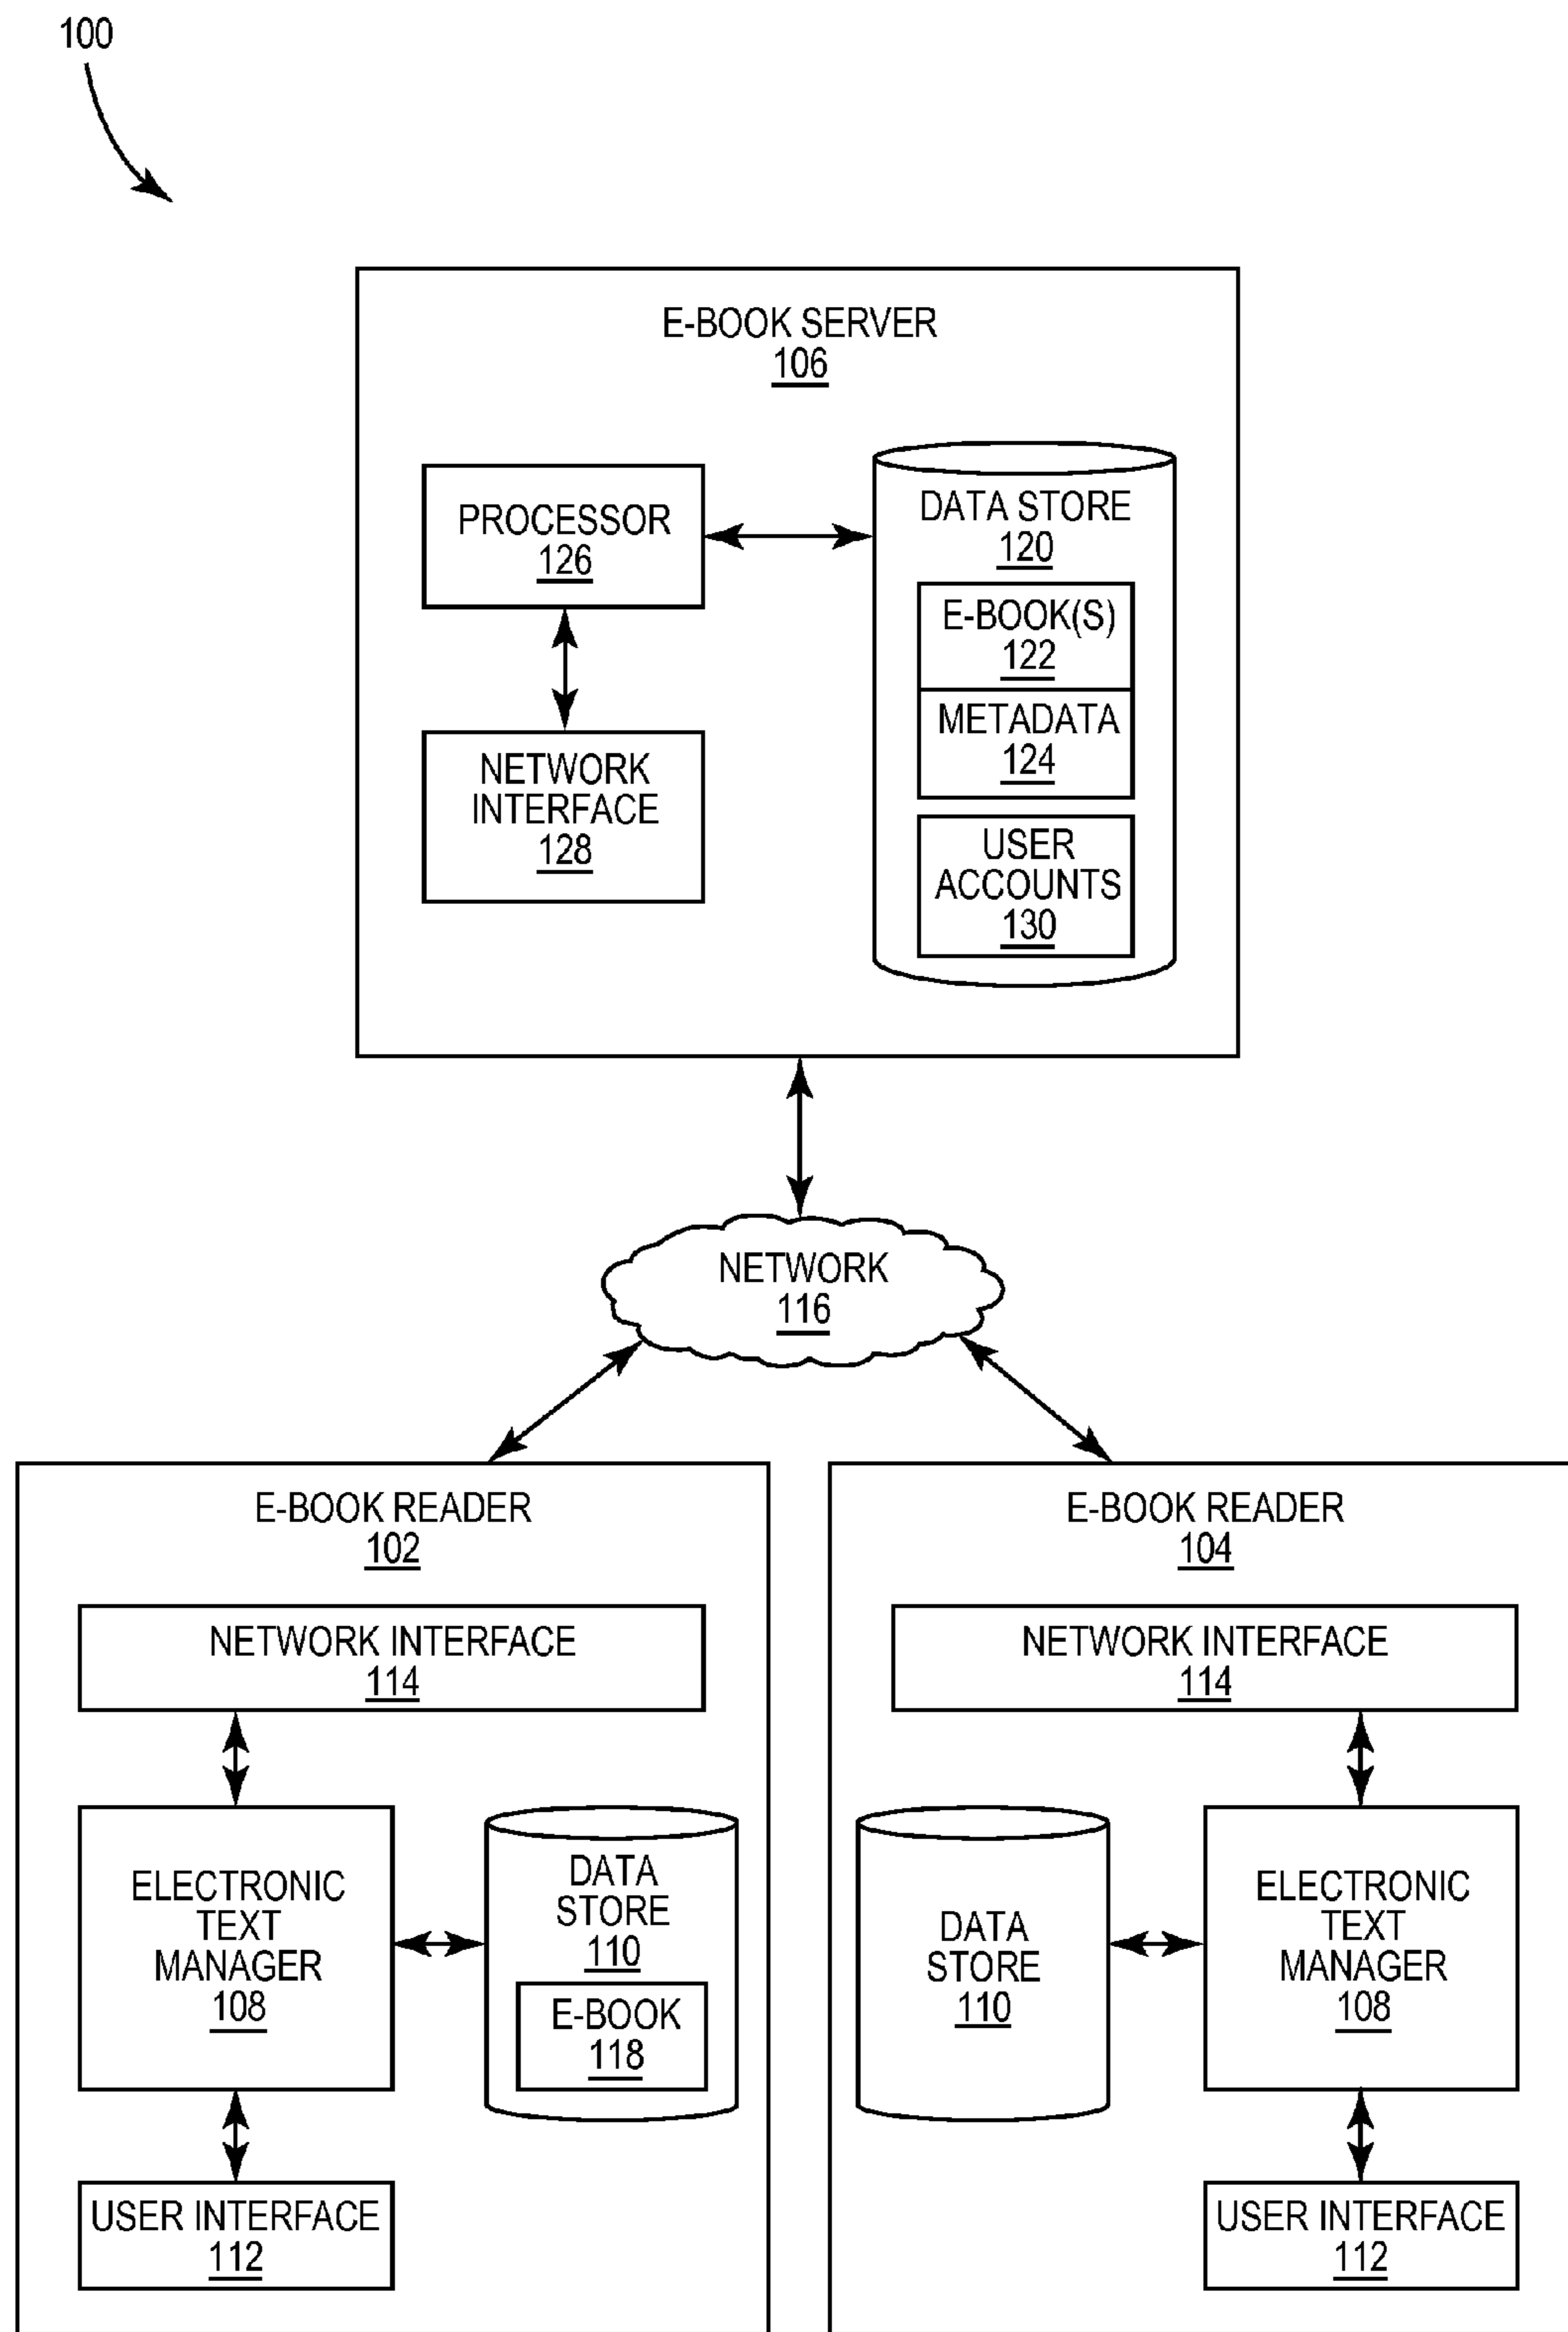 100
E-BOOK SERVER
106
PROCESSOR
126
NETWORK
INTERFACE
128
DATA STORE
120
E-BOOK(S)
122
METADATA
124
USER
ACCOUNTS
130
NETWORK
116
E-BOOK READER
102
NETWORK INTERFACE
114
ELECTRONIC
TEXT
MANAGER
108
DATA
STORE
110
E-BOOK
118
USER INTERFACE
112
E-BOOK READER
104
NETWORK INTERFACE
114
DATA
STORE
110
ELECTRONIC
TEXT
MANAGER
108
USER INTERFACE
112